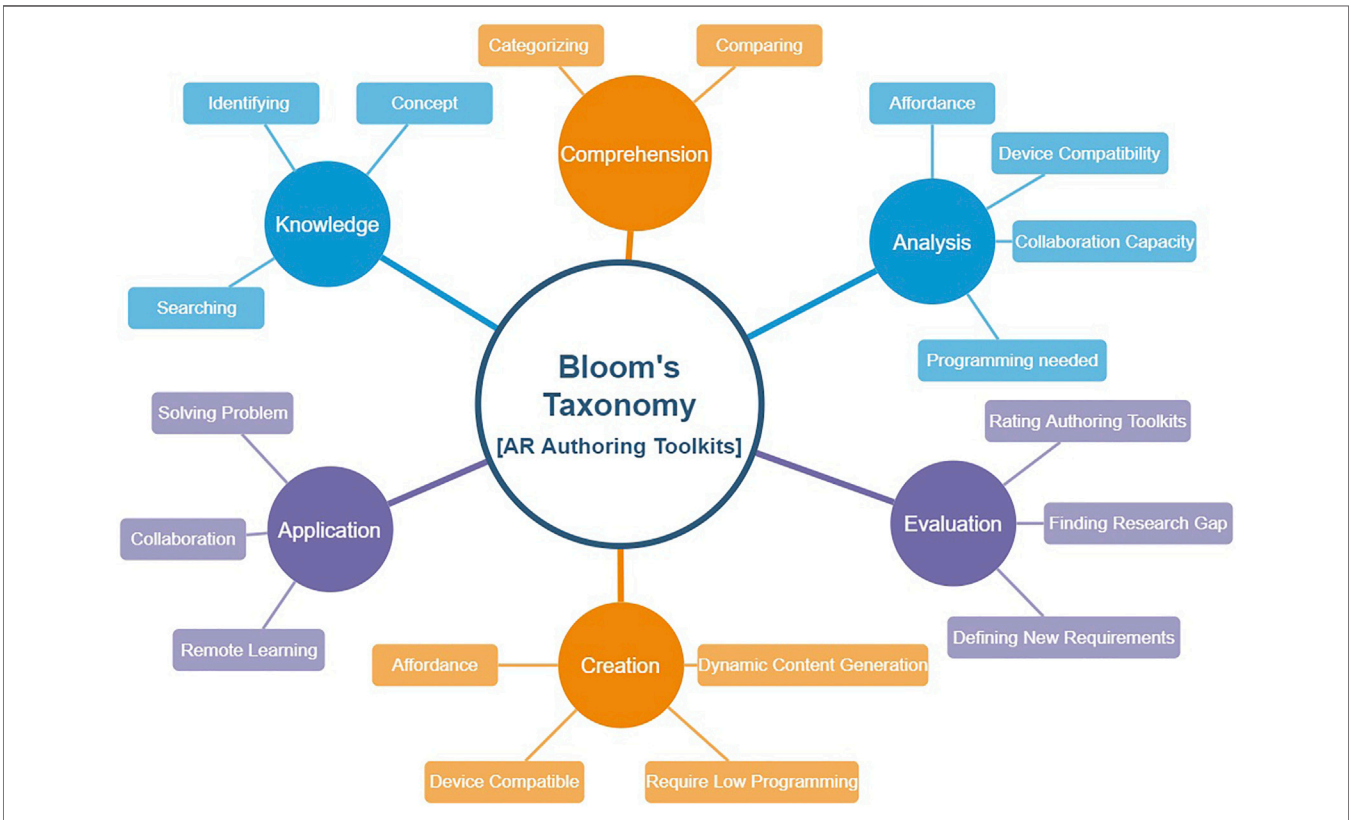 Categorizing
Comparing
Identifying
Concept
Affordance
Comprehension
Device Compatibility
Knowledge
Analysis
Collaboration Capacity
Searching
Programming needed
Bloom's
Taxonomy
[AR Authoring Toolkits]
Solving Problem
Rating Authoring Toolkits
Application
Evaluation
Finding Research Gap
Collaboration
Remote Learning
Defining New Requirements
Affordance
Creation
Dynamic Content Generation
Device Compatible
Require Low Programming